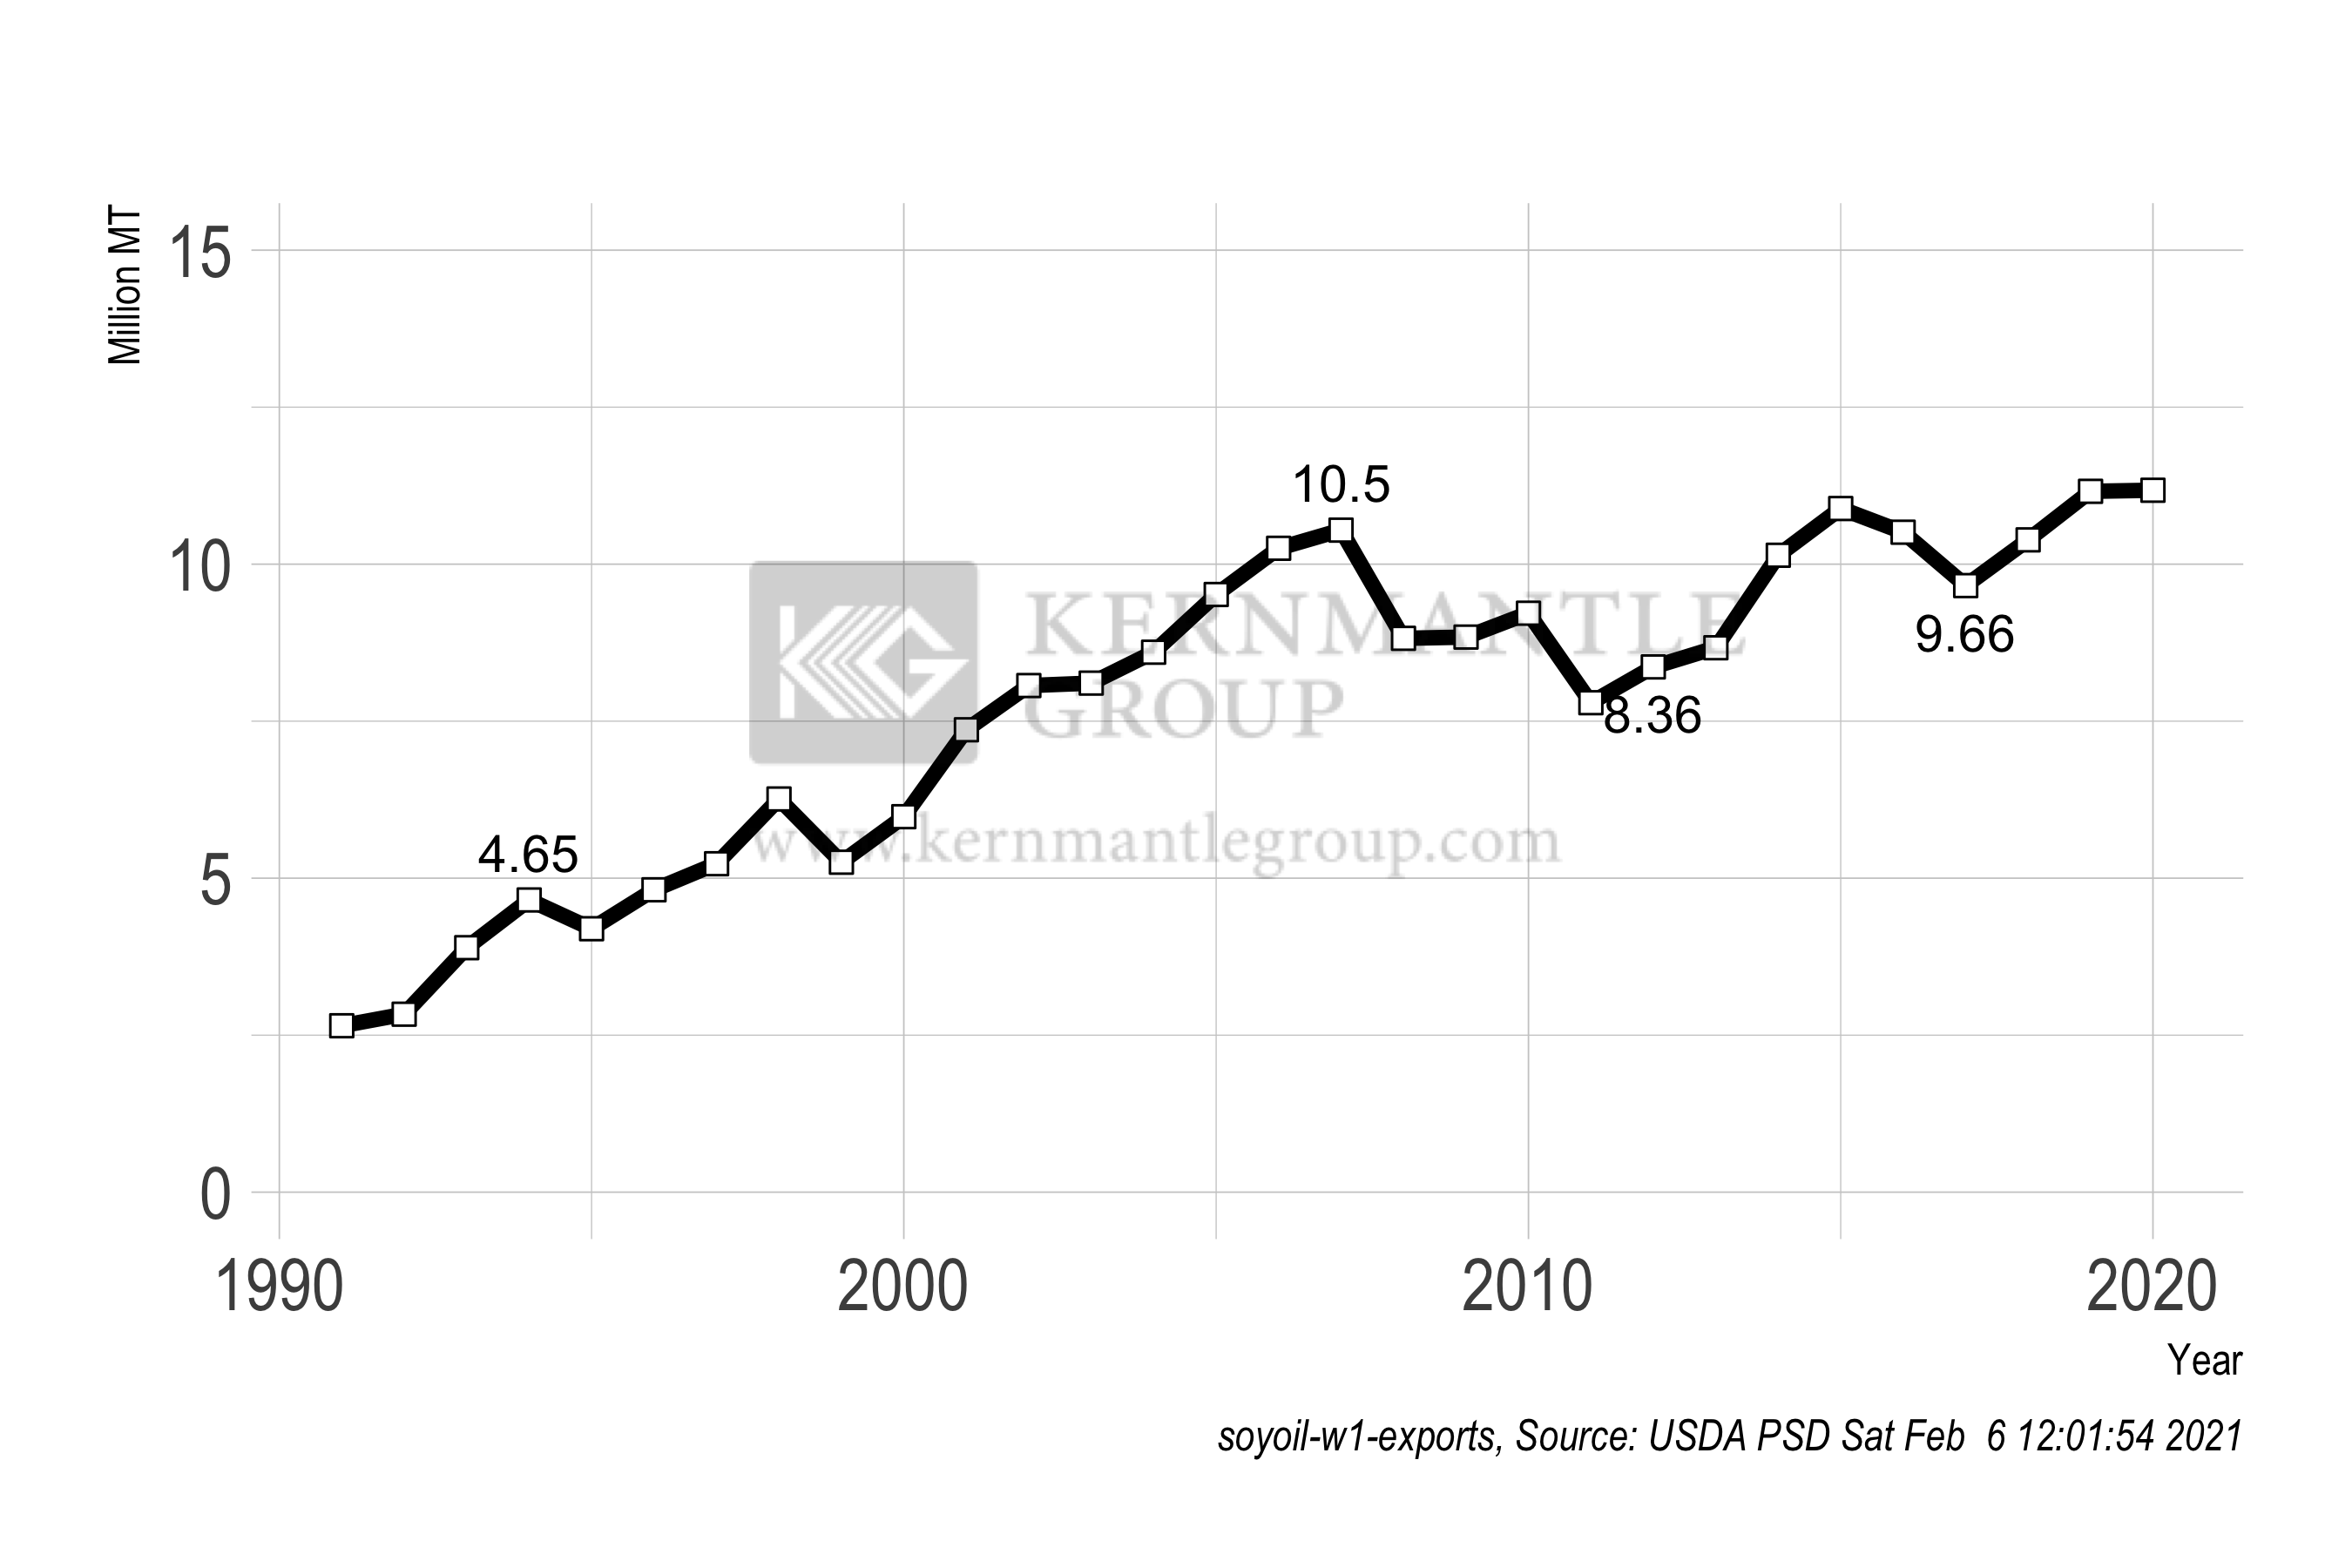 Million MT
15
10
5
0
10.5
9.66
8.36
4.65
KERNMANTLE
GROUP
www.kernmantlegroup.com
1990 2000 2010 2020
Year
soyoil-w1-exports, Source: USDA PSD Sat Feb  6 12:01:54 2021